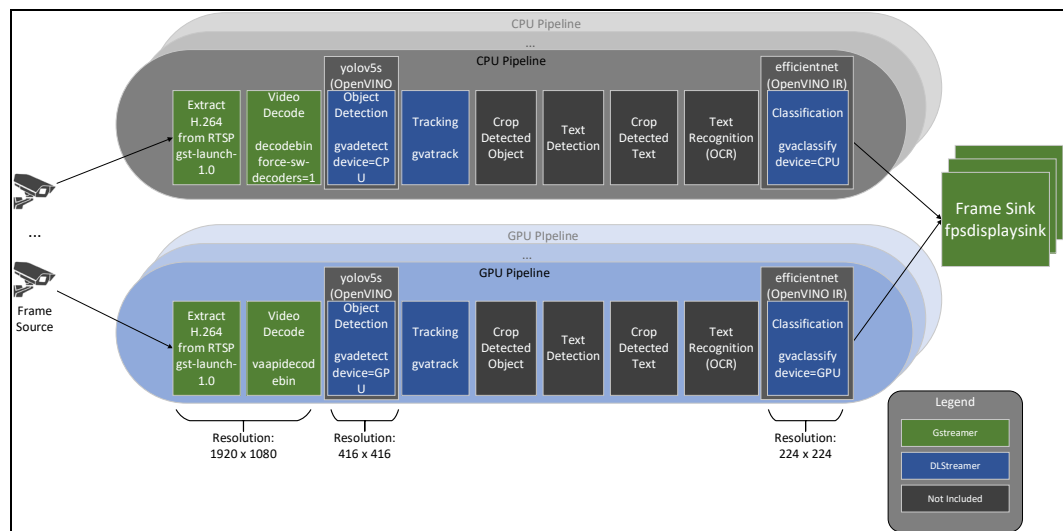 CPU Pipeline
...
CPU Pipeline
yolov5s
(OpenVINO
efficientnet
(OpenVINO IR)
Extract
H.264
from RTSP
gst-launch-
1.0
Video
Decode
decodebin
force-sw-
decoders=1
Object
Detection
gvadetect
device=CP
U
Tracking
gvatrack
Crop
Detected
Object
Text
Detection
Crop
Detected
Text
Text
Recognition
(OCR)
Classification
gvaclassify
device=CPU
Frame Sink
fpsdisplaysink
...
Frame
Source
GPU PIpeline
...
GPU Pipeline
yolov5s
(OpenVINO
efficientnet
(OpenVINO IR)
Extract
H.264
from RTSP
gst-launch-
1.0
Video
Decode
vaapidecod
ebin
Object
Detection
gvadetect
device=GP
U
Tracking
gvatrack
Crop
Detected
Object
Text
Detection
Crop
Detected
Text
Text
Recognition
(OCR)
Classification
gvaclassify
device=GPU
Resolution:
1920 x 1080
Resolution:
416 x 416
Resolution:
224 x 224
Legend
Gstreamer
DLStreamer
Not Included